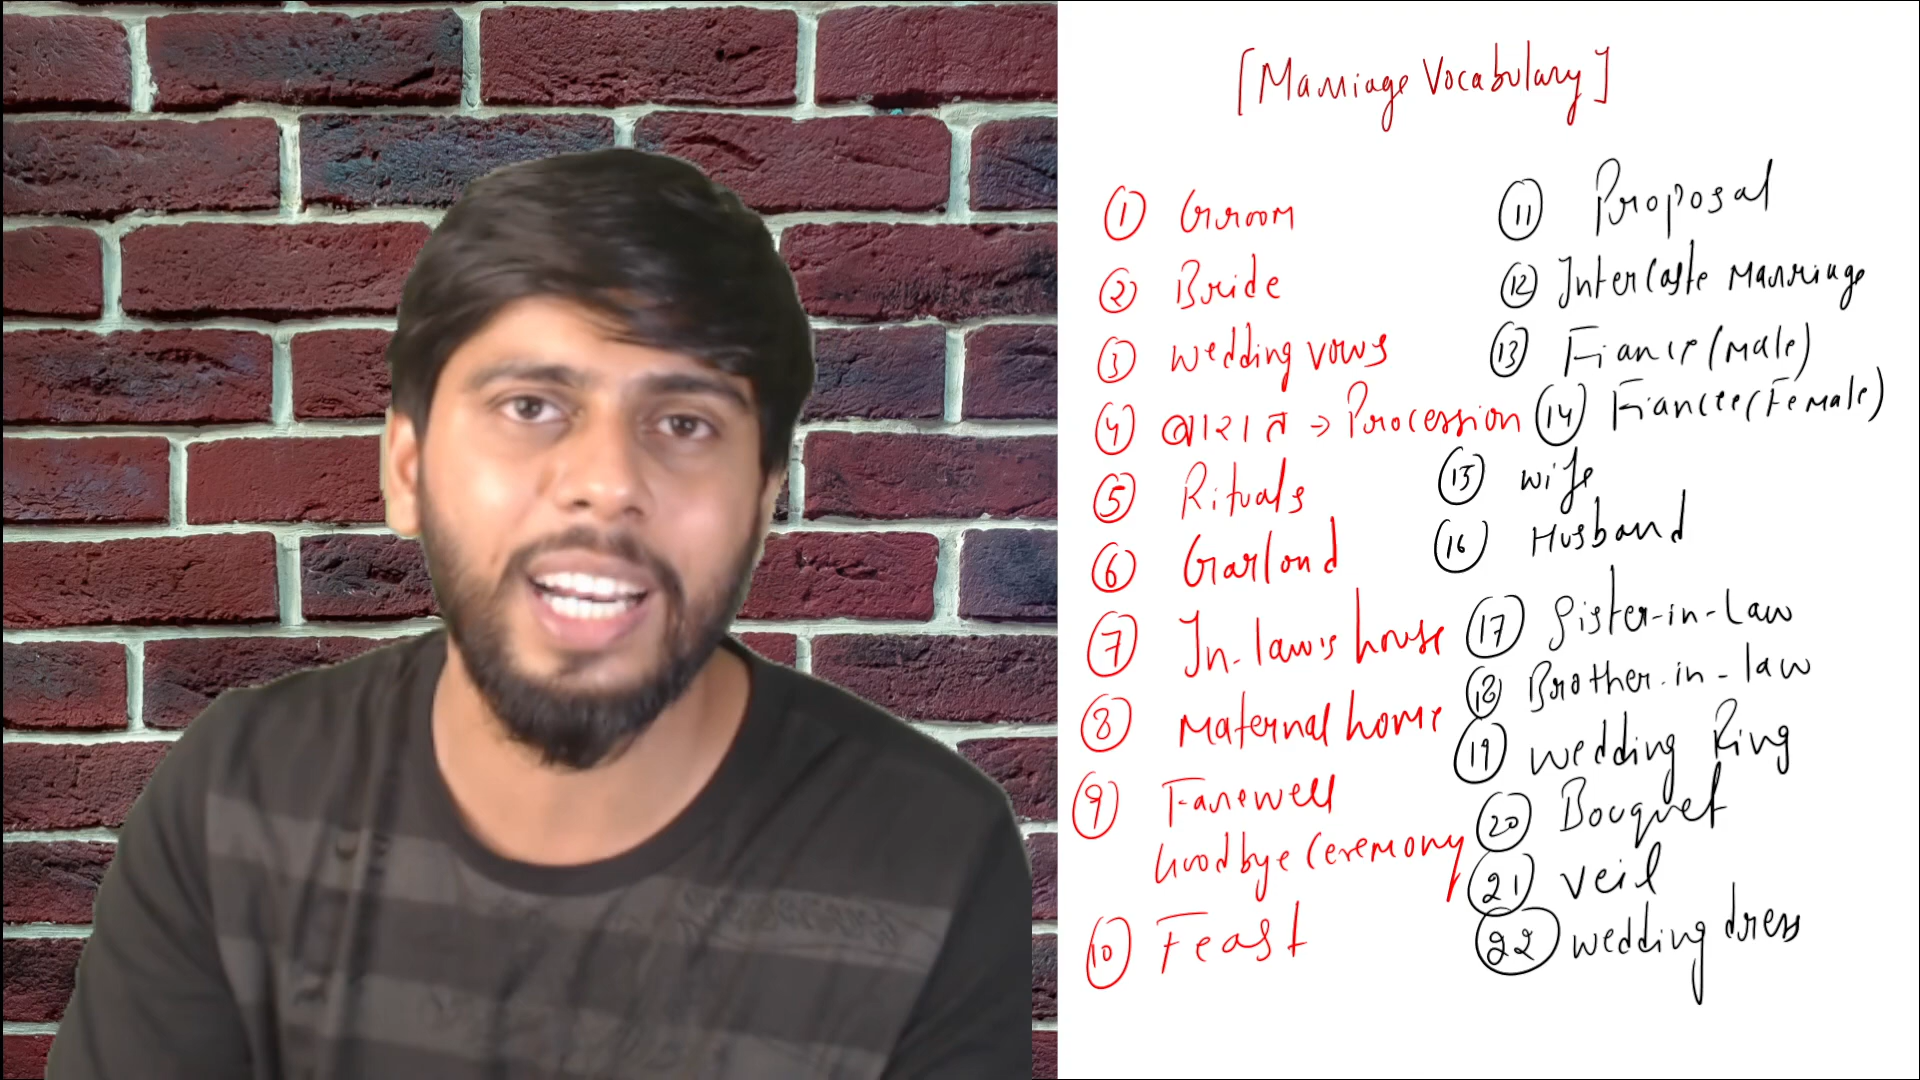 [Marriage Vocabulary]
① Groom
② Bride
③ Wedding vows
④ बारात → Procession
⑤ Rituals
⑥ Garland
⑦ In-law's house
⑧ Maternal home
⑨ Farewell
Goodbye Ceremony
⑩ Feast
⑪ Proposal
⑫ Intercaste Marriage
⑬ Fiance (Male)
⑭ Fiancee (Female)
⑮ wife
⑯ Husband
⑰ Sister-in-Law
⑱ Brother-in-law
⑲ Wedding Ring
⑳ Bouquet
㉑ Veil
㉒ wedding dress